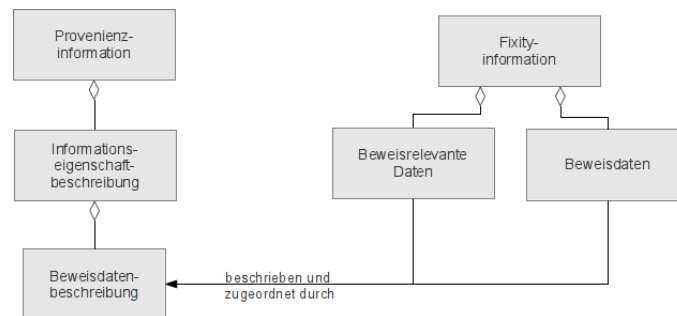 Provenienz-
information
Fixity-
information
Informations-
eigenschaft-
beschreibung
Beweisrelevante
Daten
Beweisdaten
Beweisdaten-
beschreibung
beschrieben und
zugeordnet durch